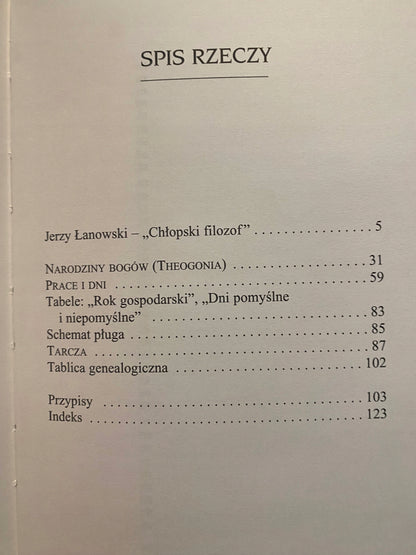 SPIS RZECZY
Jerzy Łanowski – „Chłopski filozof” . . . . . . . . . . . . . . . . . 5
NARODZINY BOGÓW (THEOGONIA) . . . . . . . . . . . . . . . . . . . 31
PRACE I DNI . . . . . . . . . . . . . . . . . . . . . . . . . . . . . . . . . . . 59
Tabele: „Rok gospodarski”, „Dni pomyślne
i niepomyślne” . . . . . . . . . . . . . . . . . . . . . . . . . . . . . 83
Schemat pługa . . . . . . . . . . . . . . . . . . . . . . . . . . . . . . . . . 85
TARCZA . . . . . . . . . . . . . . . . . . . . . . . . . . . . . . . . . . . . . . 87
Tablica genealogiczna . . . . . . . . . . . . . . . . . . . . . . . . . . 102
Przypisy . . . . . . . . . . . . . . . . . . . . . . . . . . . . . . . . . . . 103
Indeks . . . . . . . . . . . . . . . . . . . . . . . . . . . . . . . . . . . . . 123